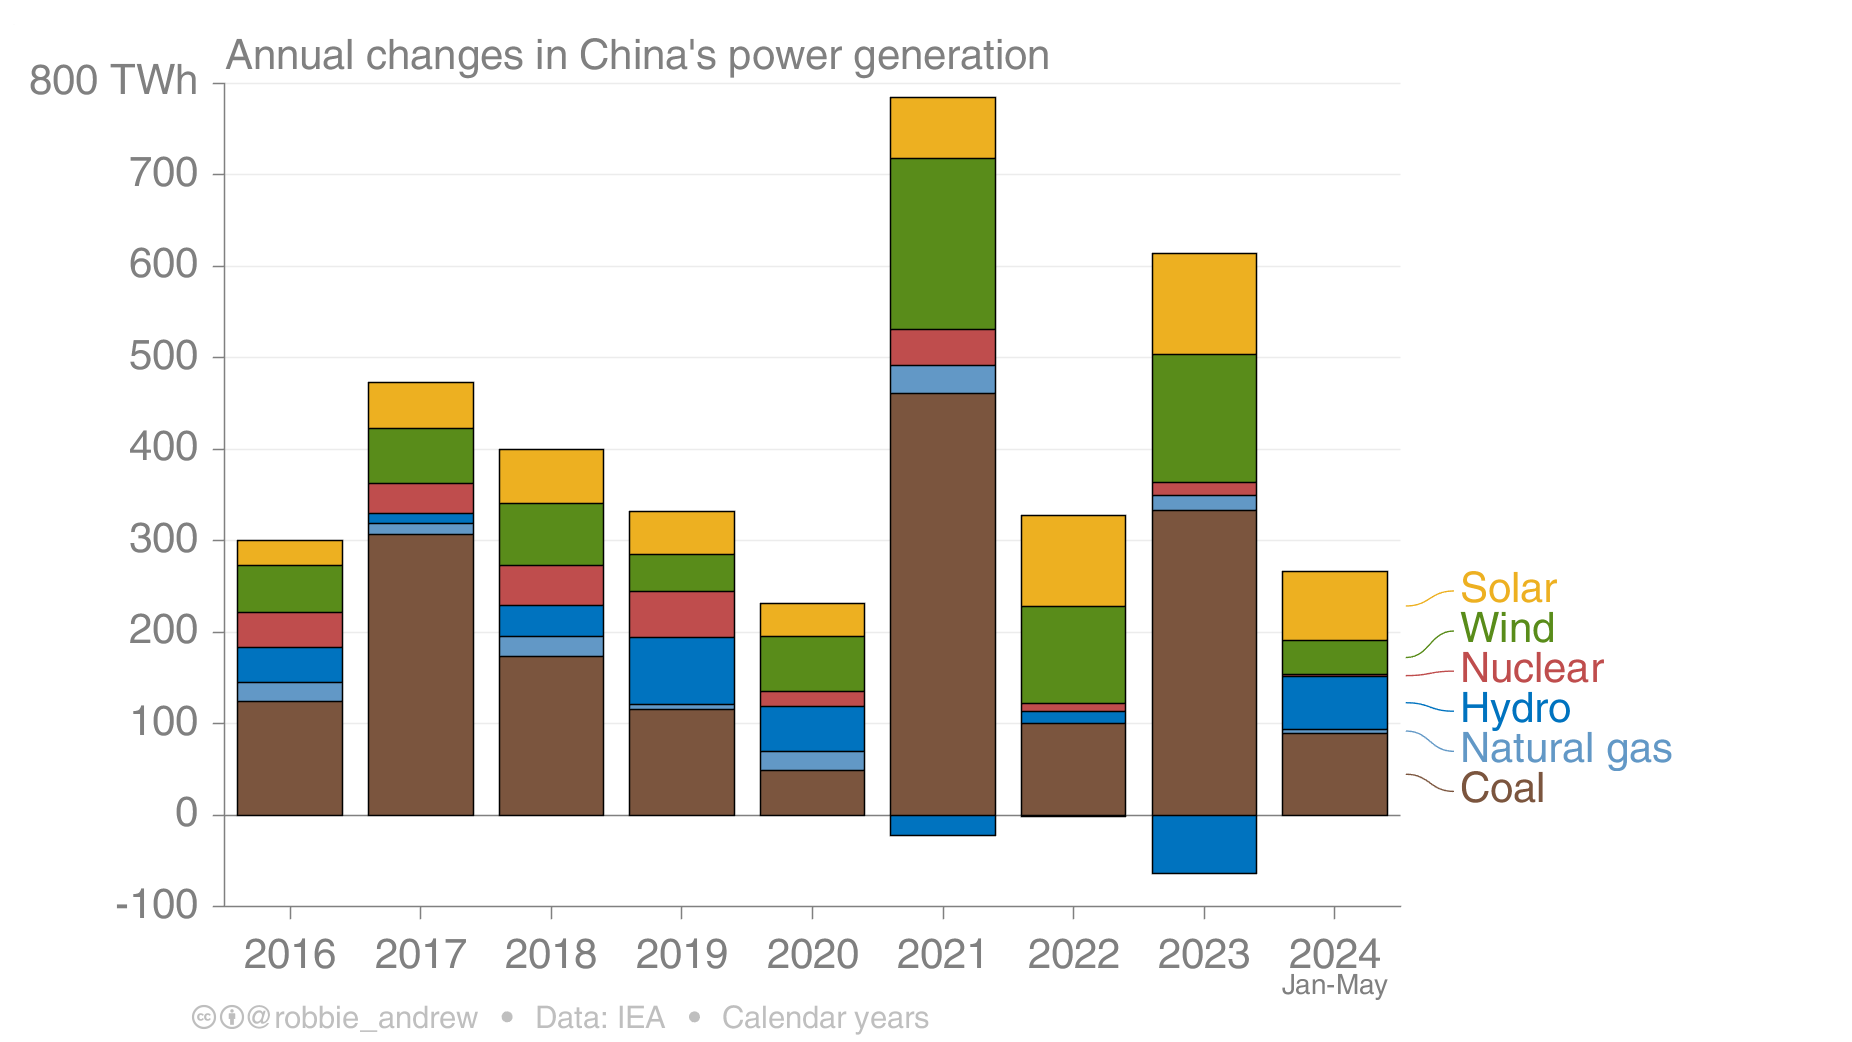 Annual changes in China's power generation
800 TWh
700
600
500
400
300
200
100
0
-100
Solar
Wind
Nuclear
Hydro
Natural gas
Coal
2016 2017 2018 2019 2020 2021 2022 2023 2024
Jan-May
@robbie_andrew • Data: IEA • Calendar years